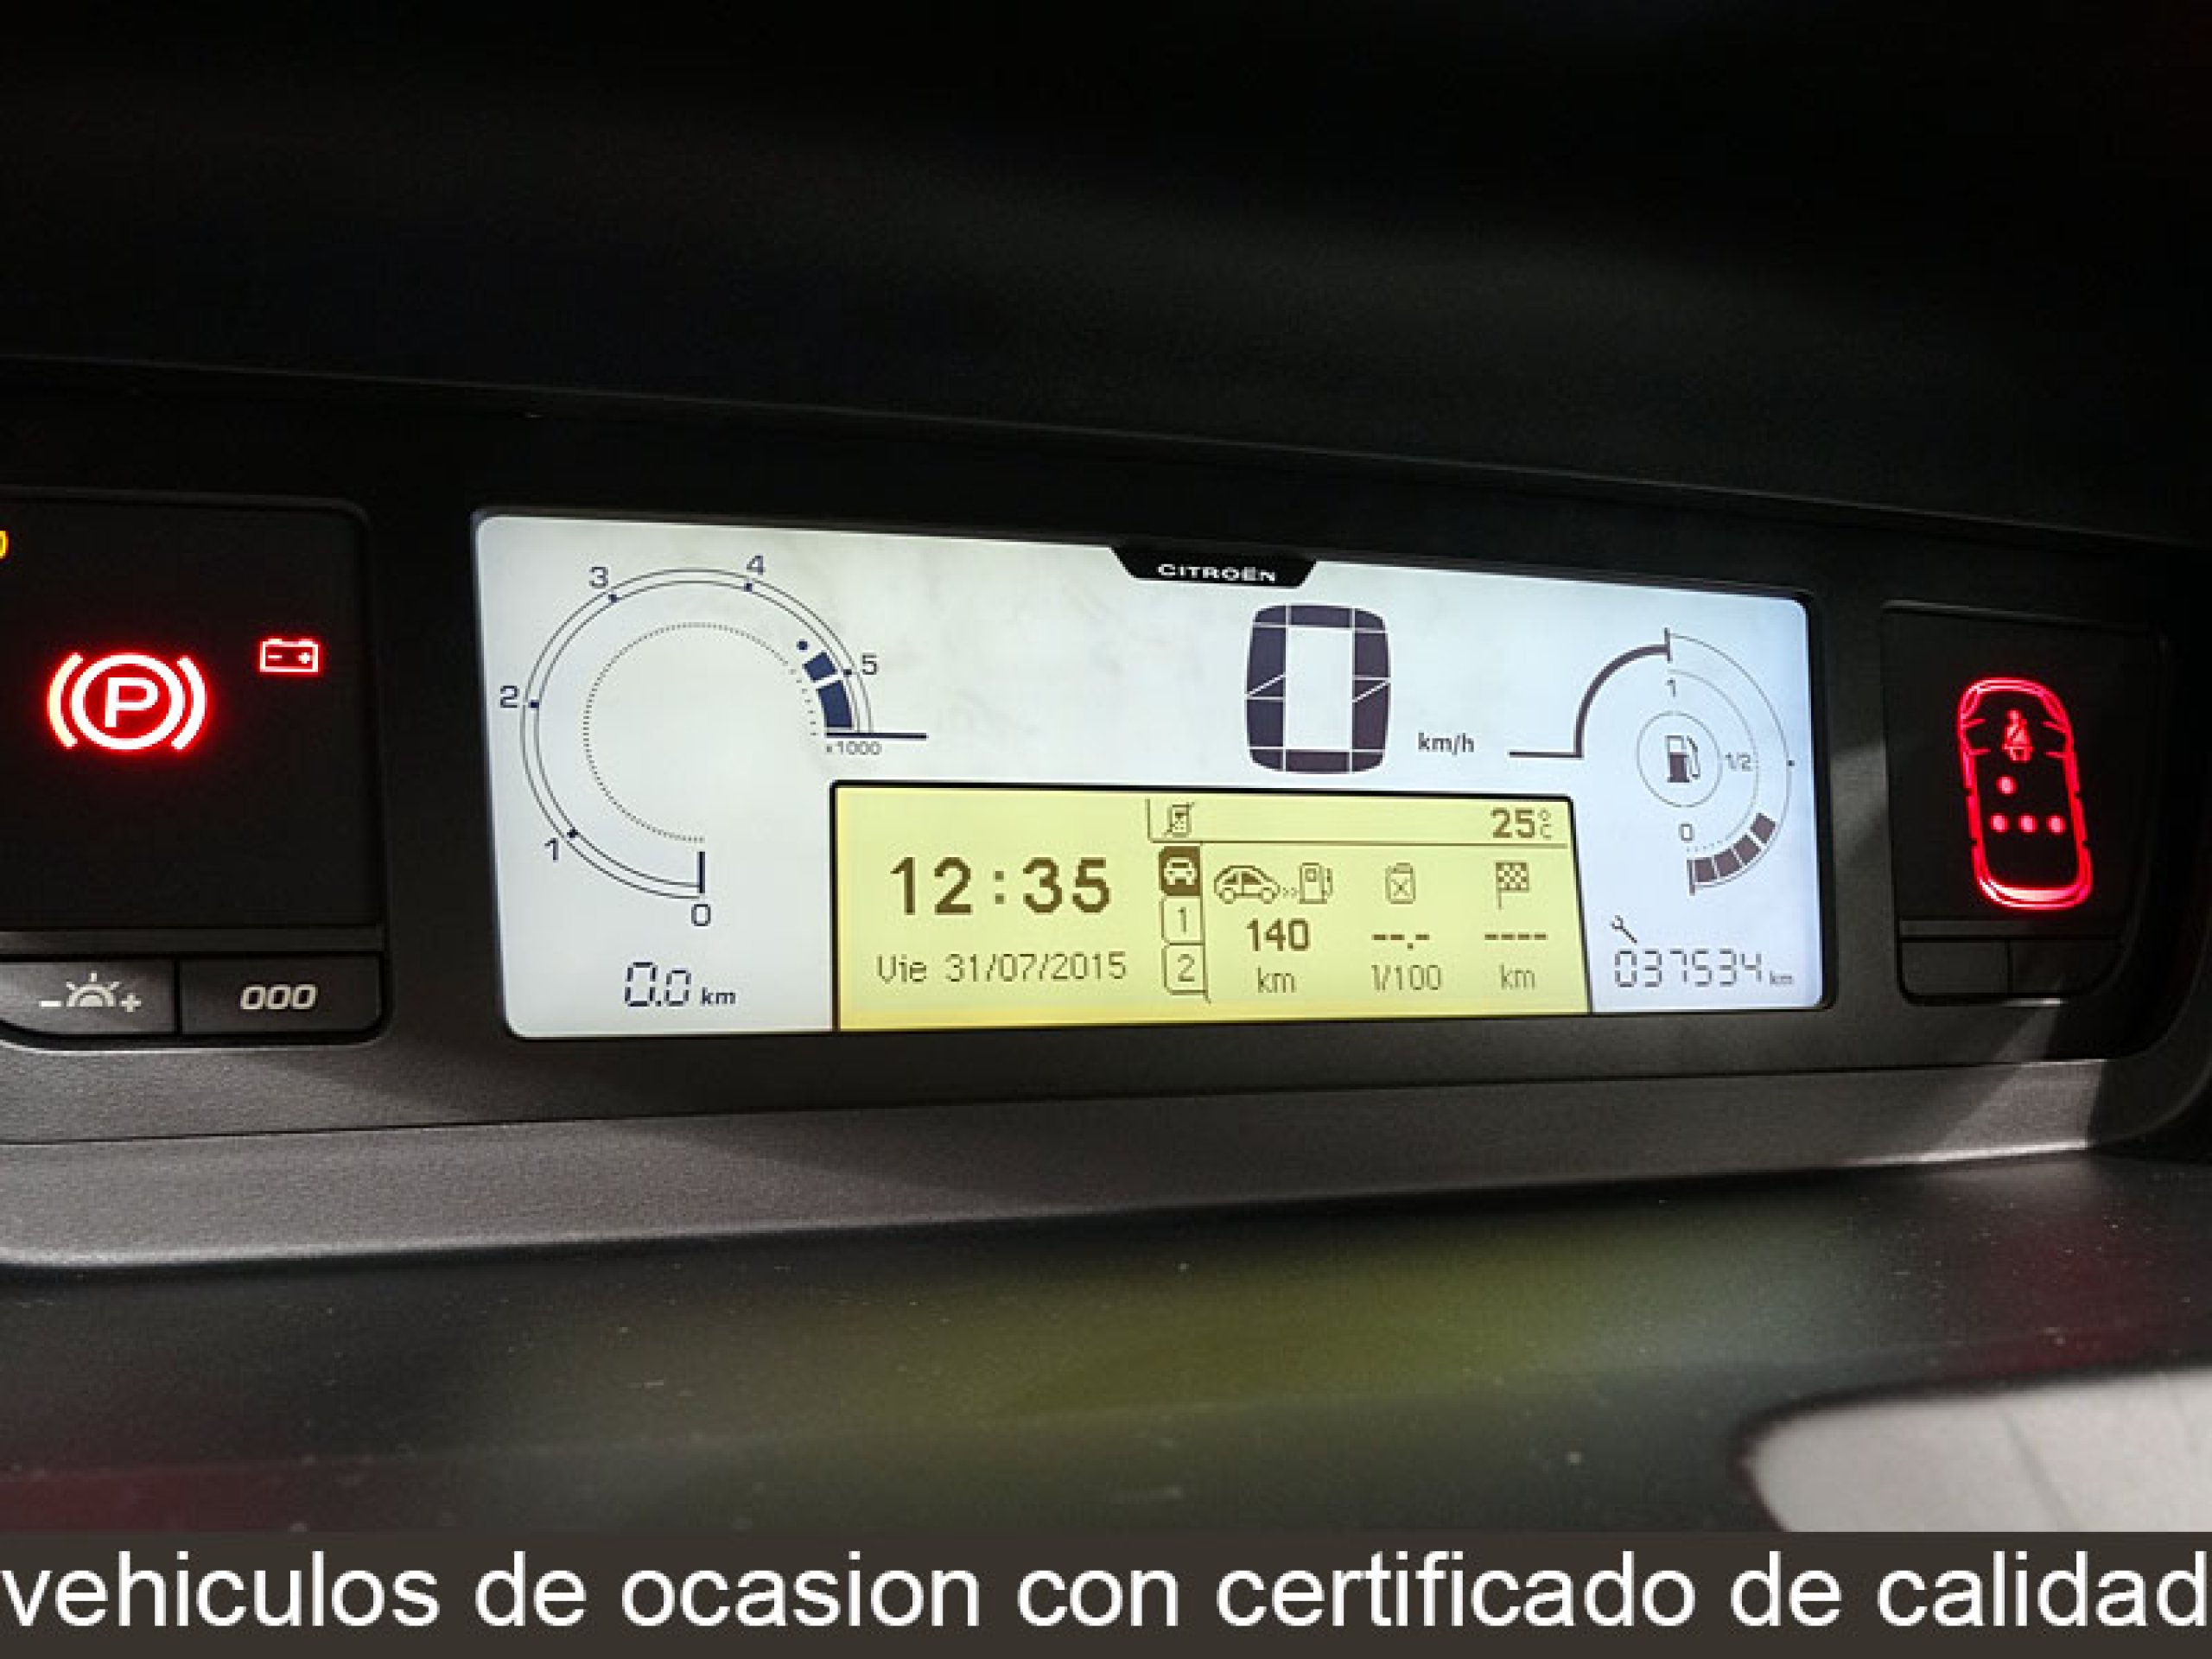 CITROËN
4
3
5
2
x1000
1
0
0.0 km
0
km/h
1
1/2
0
25°C
12:35
Vie 31/07/2015
1
2
140
--.-
----
km
l/100
km
037534 km
P
000
vehiculos de ocasion con certificado de calidad